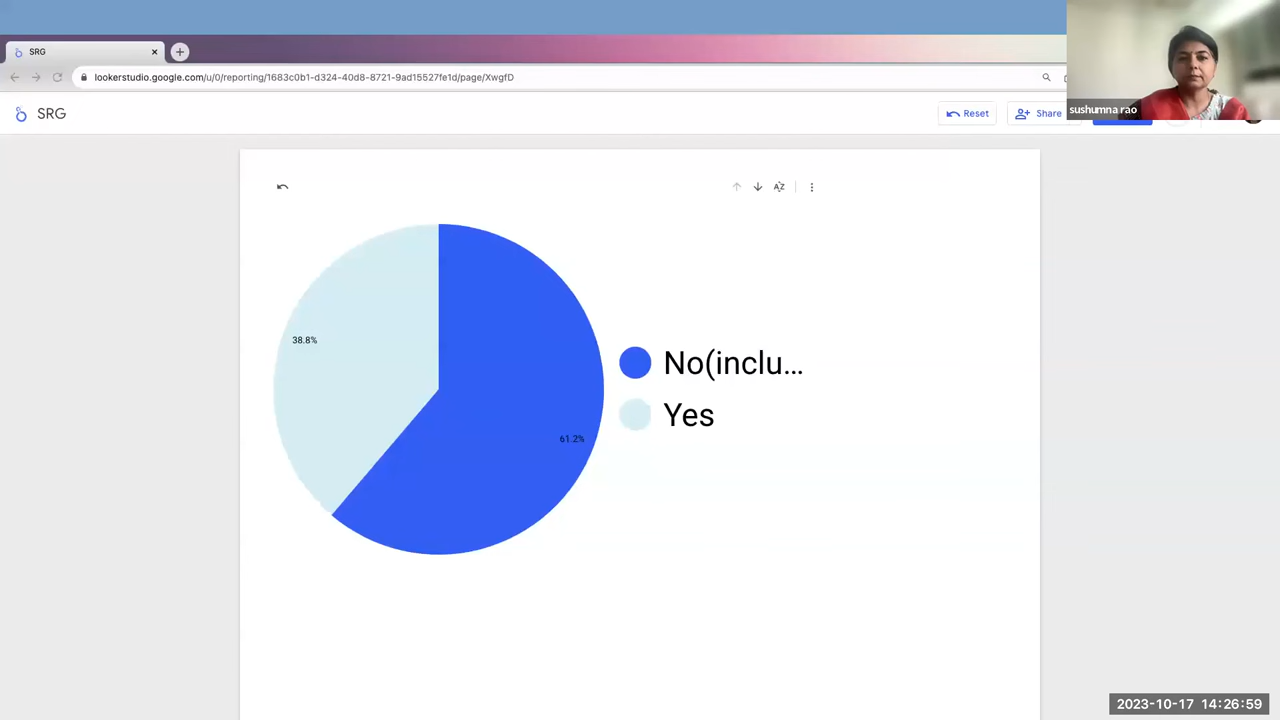 SRG
lookerstudio.google.com/u/0/reporting/1683c0b1-d324-40d8-8721-9ad15527fe1d/page/XwgfD
SRG
Reset
Share
sushumna rao
AZ
38.8%
61.2%
No(inclu...
Yes
2023-10-17 14:26:59